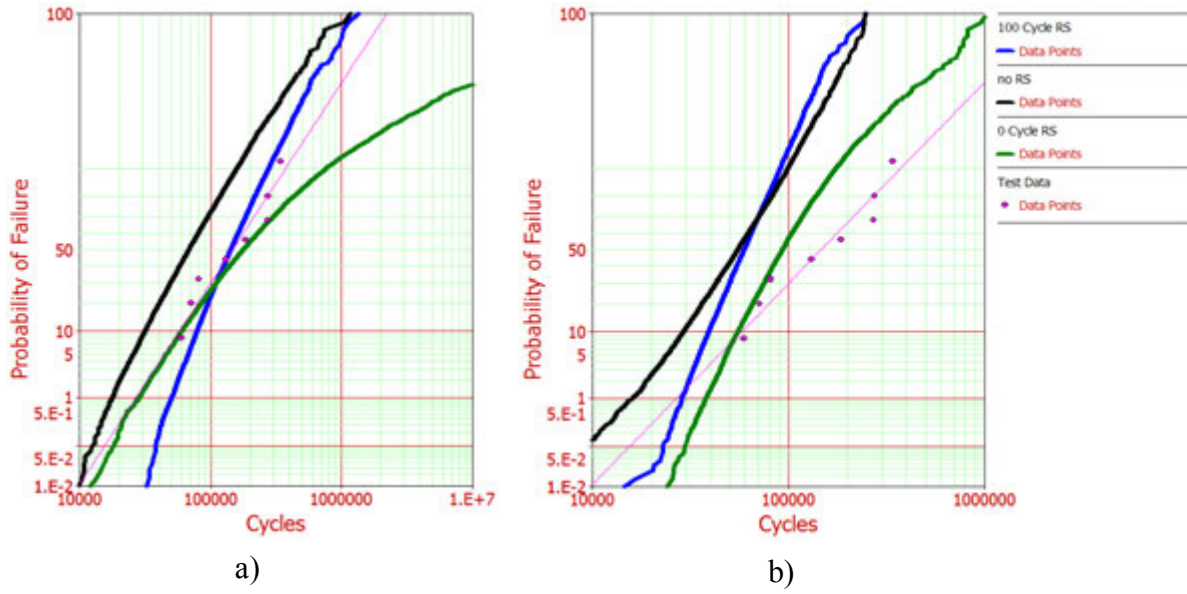 100
50
10
5
1
5.E-1
5.E-2
1.E-2
Probability of Failure
10000
100000
1000000
1.E+7
Cycles
a)
100
50
10
5
1
5.E-1
5.E-2
1.E-2
Probability of Failure
10000
100000
1000000
Cycles
b)
100 Cycle RS
Data Points
no RS
Data Points
0 Cycle RS
Data Points
Test Data
Data Points